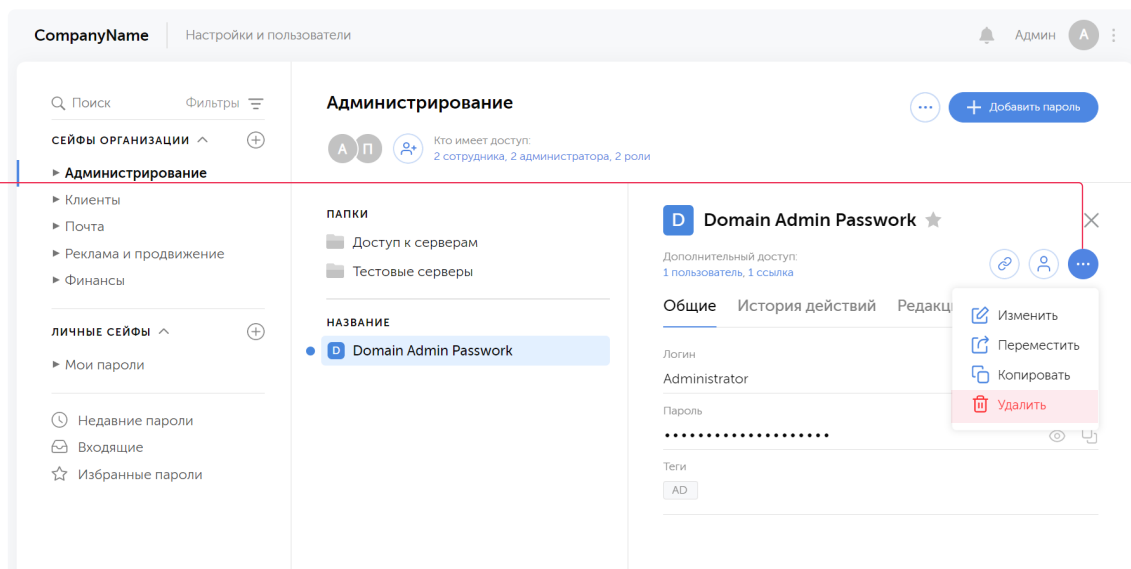 CompanyName
Настройки и пользователи
Админ
А
Поиск
Фильтры
СЕЙФЫ ОРГАНИЗАЦИИ
Администрирование
Клиенты
Почта
Реклама и продвижение
Финансы
ЛИЧНЫЕ СЕЙФЫ
Мои пароли
Недавние пароли
Входящие
Избранные пароли
Администрирование
Добавить пароль
А П
Кто имеет доступ:
2 сотрудника, 2 администратора, 2 роли
ПАПКИ
Доступ к серверам
Тестовые серверы
НАЗВАНИЕ
D Domain Admin Passwork
D Domain Admin Passwork
Дополнительный доступ:
1 пользователь, 1 ссылка
Общие
История действий
Изменить
Переместить
Копировать
Удалить
Логин
Administrator
Пароль
Теги
AD